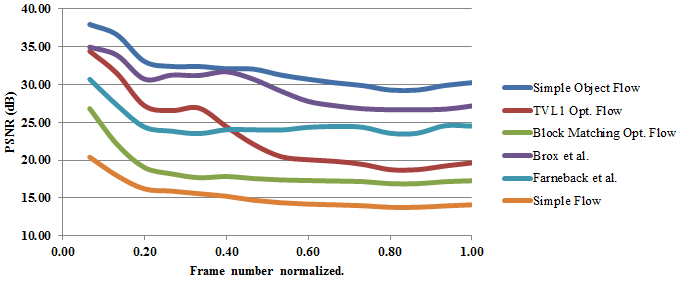 40.00
35.00
30.00
25.00
20.00
15.00
10.00
PSNR (dB)
0.00 0.20 0.40 0.60 0.80 1.00
Frame number normalized.
Simple Object Flow
TVL1 Opt. Flow
Block Matching Opt. Flow
Brox et al.
Farneback et al.
Simple Flow